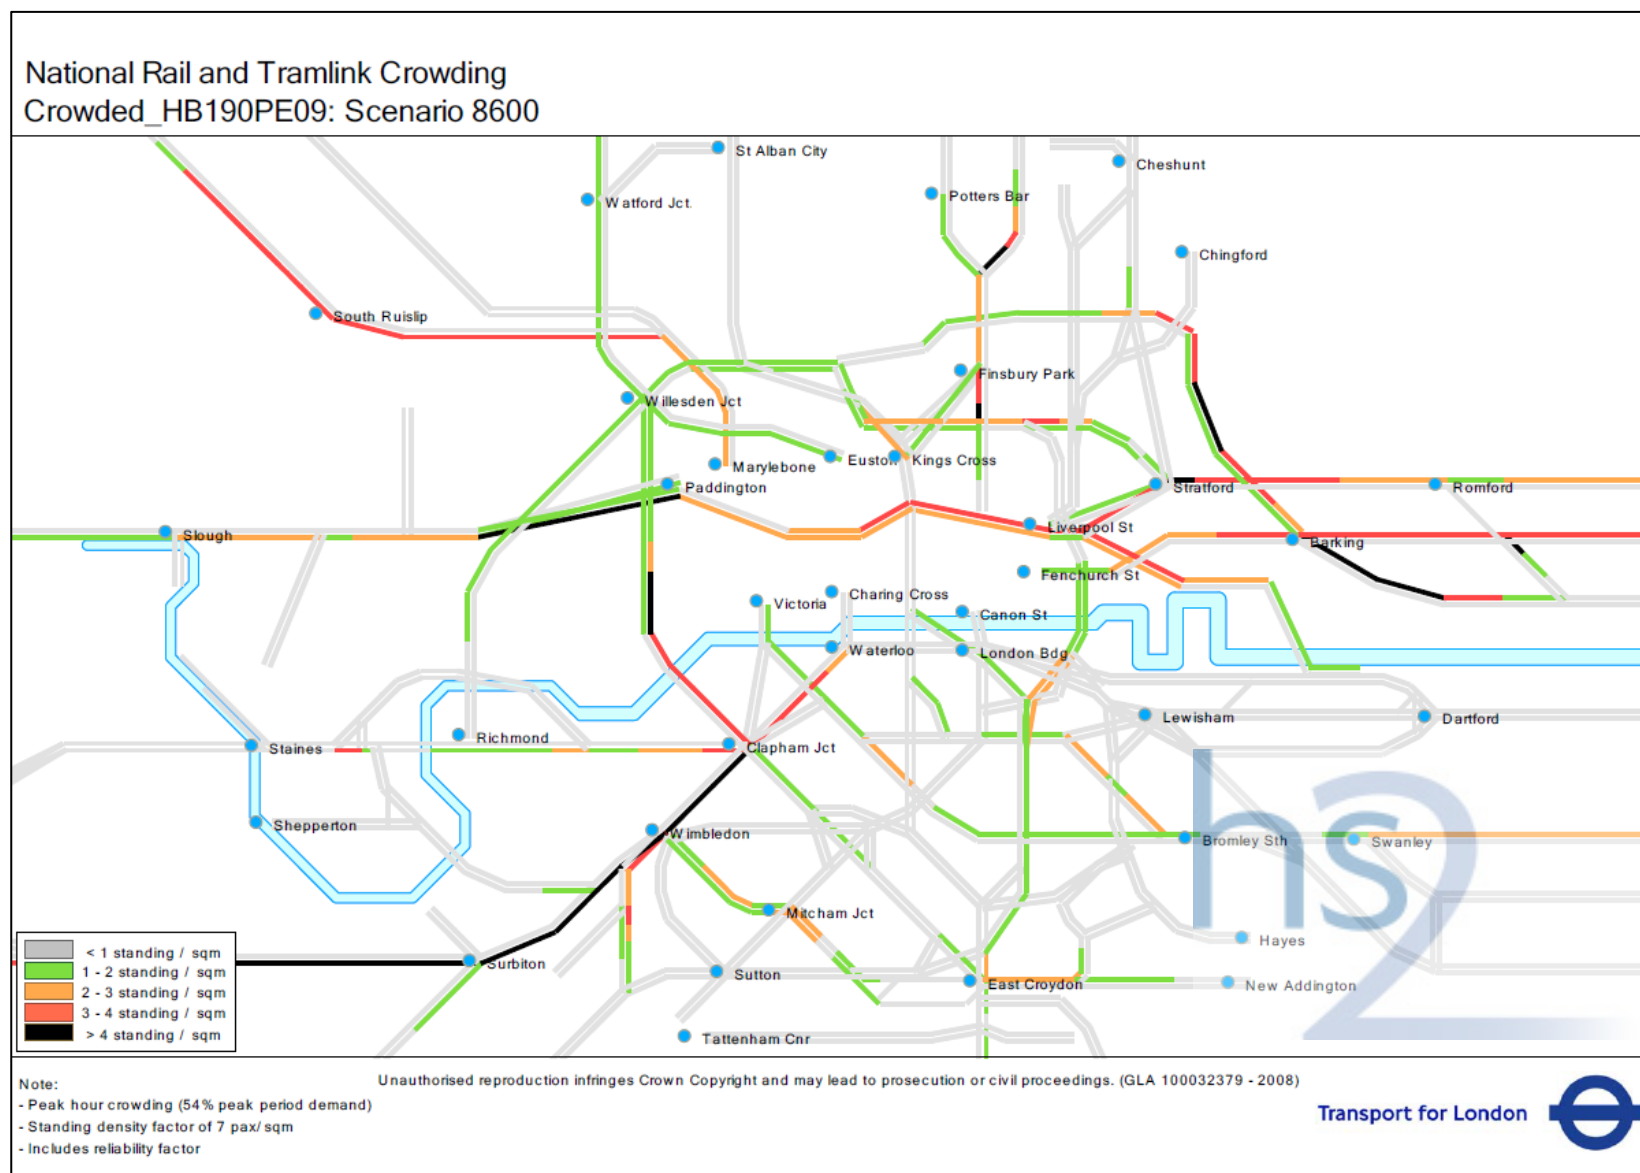 National Rail and Tramlink Crowding
Crowded_HB190PE09: Scenario 8600
St Alban City
Cheshunt
Watford Jct.
Potters Bar
Chingford
South Ruislip
Finsbury Park
Willesden Jct
Marylebone
Euston
Kings Cross
Paddington
Stratford
Romford
Slough
Liverpool St
Barking
Fenchurch St
Victoria
Charing Cross
Canon St
Waterloo
London Bdg
Lewisham
Dartford
Richmond
Staines
Clapham Jct
Shepperton
Wimbledon
Bromley Sth
Swanley
Mitcham Jct
Hayes
Surbiton
Sutton
East Croydon
New Addington
Tattenham Cnr
hs2
< 1 standing / sqm
1 - 2 standing / sqm
2 - 3 standing / sqm
3 - 4 standing / sqm
> 4 standing / sqm
Note:
- Peak hour crowding (54% peak period demand)
- Standing density factor of 7 pax/sqm
- Includes reliability factor
Unauthorised reproduction infringes Crown Copyright and may lead to prosecution or civil proceedings. (GLA 100032379 - 2008)
Transport for London